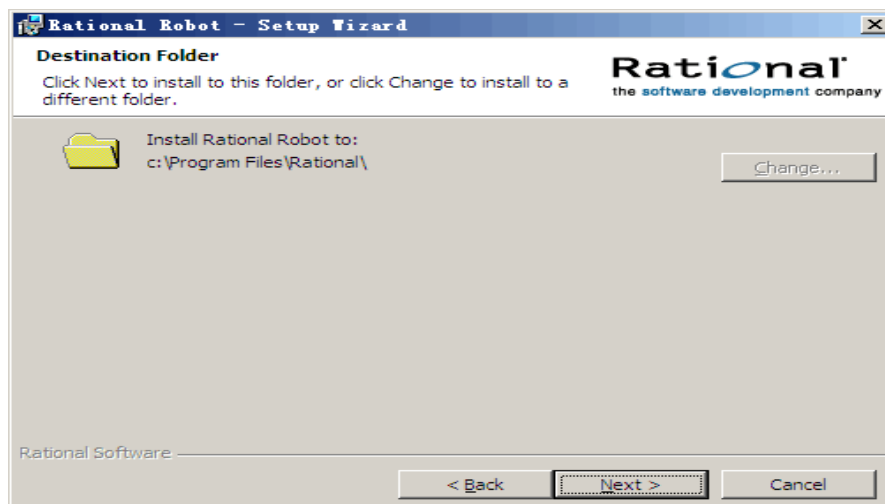 Rational Robot - Setup Wizard
Destination Folder
Click Next to install to this folder, or click Change to install to a
different folder.
Rational®
the software development company
Install Rational Robot to:
c:\Program Files\Rational\
Change...
Rational Software
< Back
Next >
Cancel